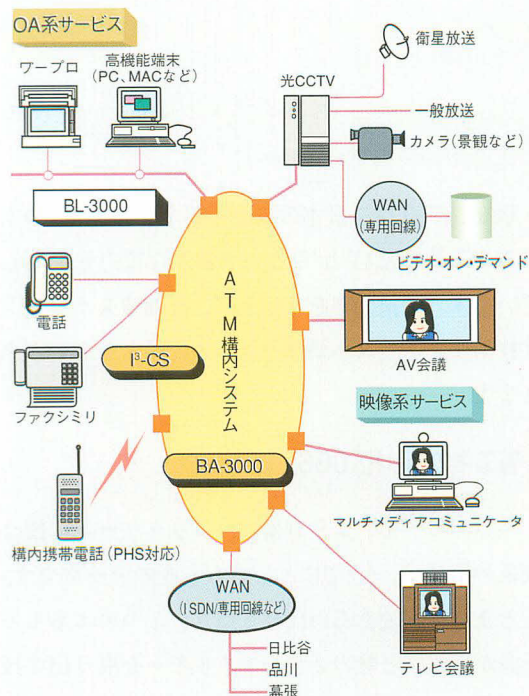 OA系サービス
ワープロ
高機能端末
(PC、MACなど)
BL-3000
光CCTV
衛星放送
一般放送
カメラ(景観など)
WAN
(専用回線)
ビデオ・オン・デマンド
電話
ファクシミリ
構内携帯電話(PHS対応)
ATM構内システム
I³-CS
BA-3000
AV会議
映像系サービス
マルチメディアコミュニケータ
テレビ会議
WAN
(ISDN/専用回線など)
日比谷
品川
幕張